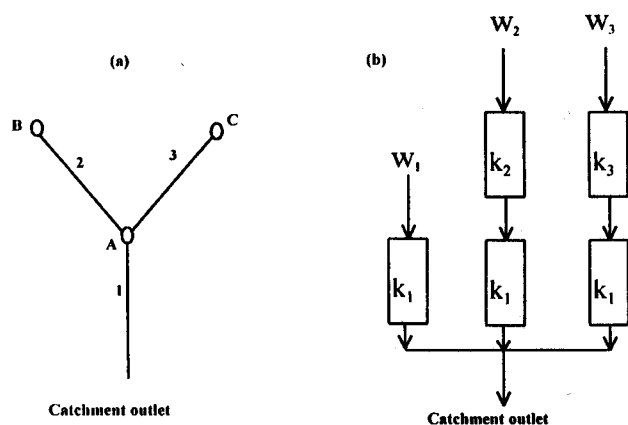 (a)
B
C
2
3
A
1
Catchment outlet
(b)
W₂
W₃
W₁
k₂
k₃
k₁
k₁
k₁
Catchment outlet